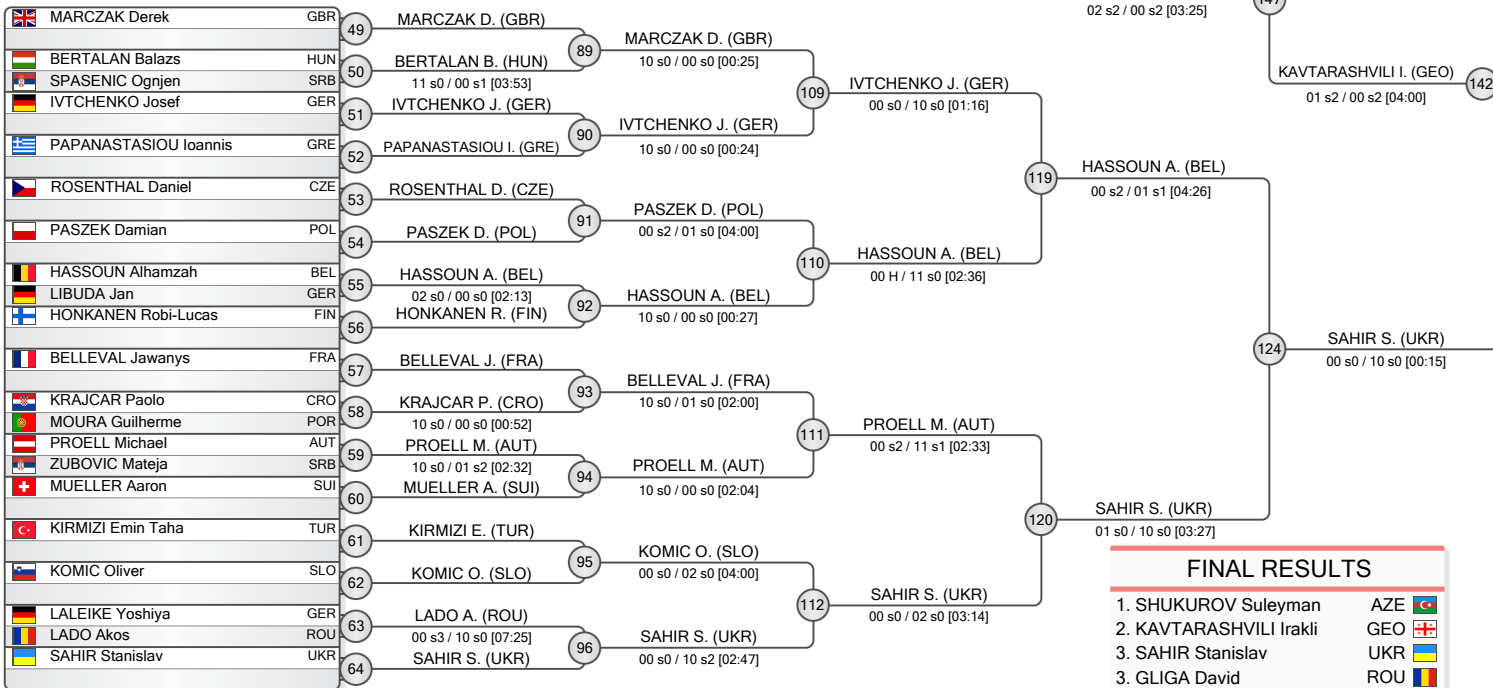 MARCZAK Derek GBR
BERTALAN Balazs HUN
SPASENIC Ognjen SRB
IVTCHENKO Josef GER
PAPANASTASIOU Ioannis GRE
ROSENTHAL Daniel CZE
PASZEK Damian POL
HASSOUN Alhamzah BEL
LIBUDA Jan GER
HONKANEN Robi-Lucas FIN
BELLEVAL Jawanys FRA
KRAJCAR Paolo CRO
MOURA Guilherme POR
PROELL Michael AUT
ZUBOVIC Mateja SRB
MUELLER Aaron SUI
KIRMIZI Emin Taha TUR
KOMIC Oliver SLO
LALEIKE Yoshiya GER
LADO Akos ROU
SAHIR Stanislav UKR
49
50
51
52
53
54
55
56
57
58
59
60
61
62
63
64
MARCZAK D. (GBR)
BERTALAN B. (HUN)
11 s0 / 00 s1 [03:53]
IVTCHENKO J. (GER)
PAPANASTASIOU I. (GRE)
ROSENTHAL D. (CZE)
PASZEK D. (POL)
HASSOUN A. (BEL)
02 s0 / 00 s0 [02:13]
HONKANEN R. (FIN)
BELLEVAL J. (FRA)
KRAJCAR P. (CRO)
10 s0 / 00 s0 [00:52]
PROELL M. (AUT)
10 s0 / 01 s2 [02:32]
MUELLER A. (SUI)
KIRMIZI E. (TUR)
KOMIC O. (SLO)
LADO A. (ROU)
00 s3 / 10 s0 [07:25]
SAHIR S. (UKR)
89
90
91
92
93
94
95
96
MARCZAK D. (GBR)
10 s0 / 00 s0 [00:25]
IVTCHENKO J. (GER)
10 s0 / 00 s0 [00:24]
PASZEK D. (POL)
00 s2 / 01 s0 [04:00]
HASSOUN A. (BEL)
10 s0 / 00 s0 [00:27]
BELLEVAL J. (FRA)
10 s0 / 01 s0 [02:00]
PROELL M. (AUT)
10 s0 / 00 s0 [02:04]
KOMIC O. (SLO)
00 s0 / 02 s0 [04:00]
SAHIR S. (UKR)
00 s0 / 10 s2 [02:47]
109
110
111
112
IVTCHENKO J. (GER)
00 s0 / 10 s0 [01:16]
HASSOUN A. (BEL)
00 H / 11 s0 [02:36]
PROELL M. (AUT)
00 s2 / 11 s1 [02:33]
SAHIR S. (UKR)
00 s0 / 02 s0 [03:14]
119
120
HASSOUN A. (BEL)
00 s2 / 01 s1 [04:26]
SAHIR S. (UKR)
01 s0 / 10 s0 [03:27]
02 s2 / 00 s2 [03:25]
KAVTARASHVILI I. (GEO)
01 s2 / 00 s2 [04:00]
142
124
SAHIR S. (UKR)
00 s0 / 10 s0 [00:15]
FINAL RESULTS
1. SHUKUROV Suleyman AZE
2. KAVTARASHVILI Irakli GEO
3. SAHIR Stanislav UKR
3. GLIGA David ROU